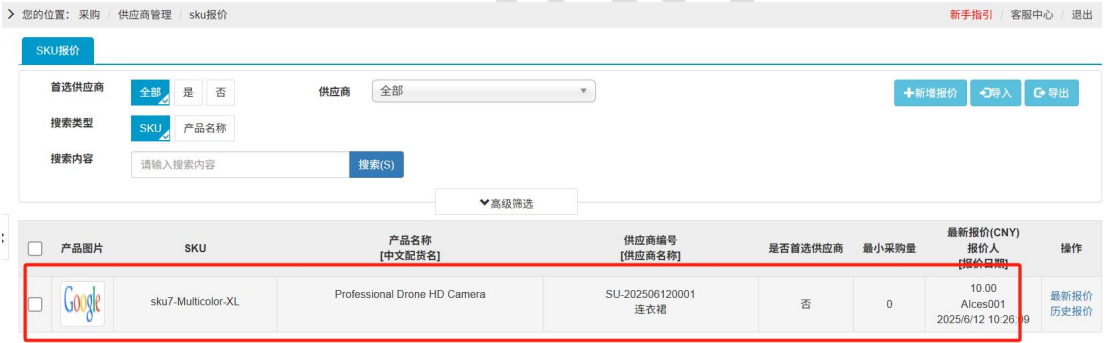 您的位置： 采购 / 供应商管理 / sku报价
新手指引 / 客服中心 / 退出
SKU报价
首选供应商 全部 是 否 供应商 全部
新增报价 导入 导出
搜索类型 SKU 产品名称
搜索内容 请输入搜索内容 搜索(S)
高级筛选
产品图片
SKU
产品名称
[中文配货名]
供应商编号
[供应商名称]
是否首选供应商
最小采购量
最新报价(CNY)
报价人
[报价日期]
操作
Google
sku7-Multicolor-XL
Professional Drone HD Camera
SU-202506120001
连衣裙
否
0
10.00
Alces001
2025/6/12 10:26:09
最新报价
历史报价